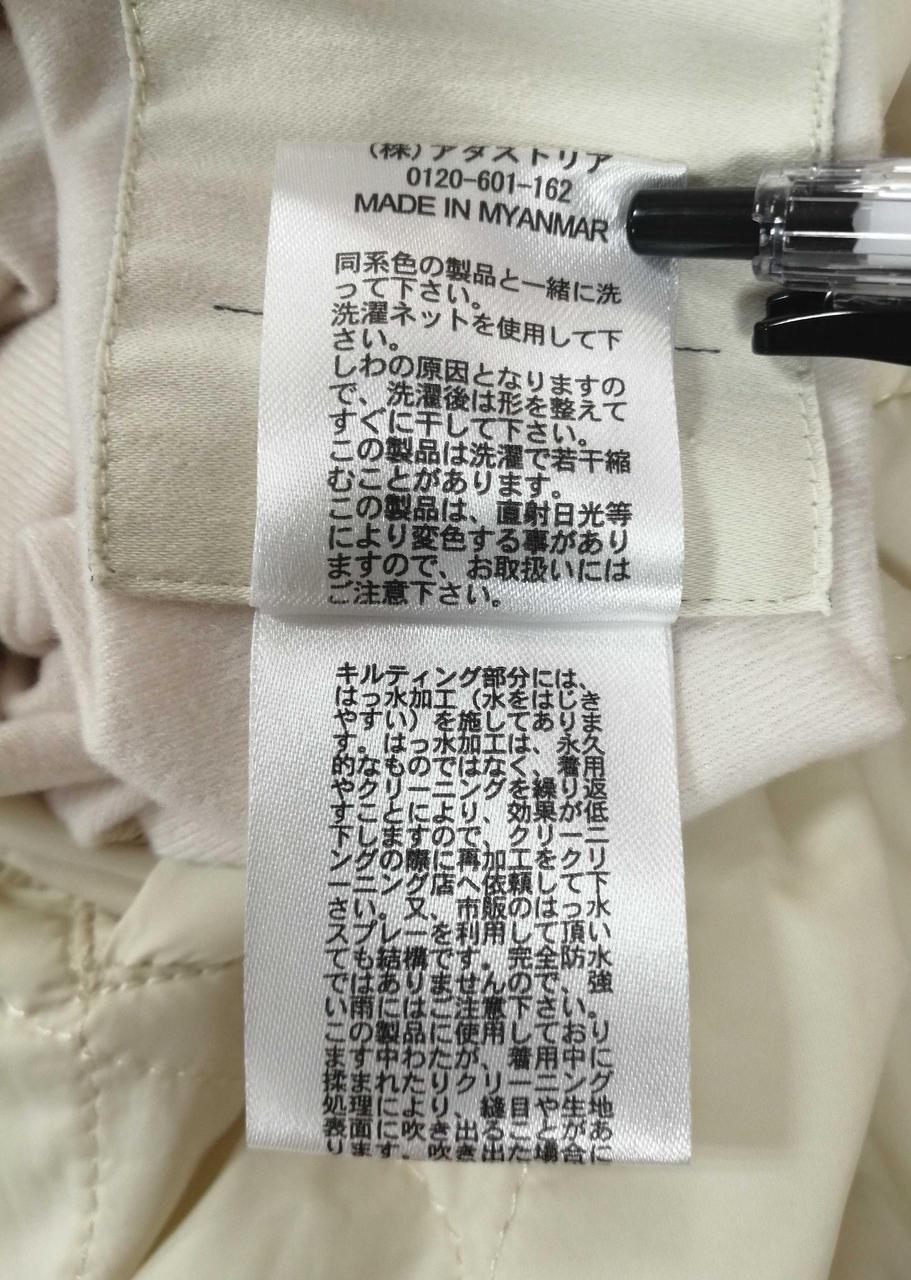 (株)アダストリア
0120-601-162
MADE IN MYANMAR
同系色の製品と一緒に洗
って下さい。
洗濯ネットを使用して下
さい。
しわの原因となりますの
で、洗濯後は形を整えて
すぐに干して下さい。
この製品は洗濯で若干縮
むことがあります。
この製品は、直射日光等
により変色する事があり
ますので、お取扱いには
ご注意下さい。
キルティング部分には、
はっ水加工（水をはじき
やすい）を施してありま
す。はっ水加工は、永久
的なものではなく、着用
やクリーニングを繰り返
すことにより、効果が低
下しますので、クリーニ
ングの際に再加工をクリ
ーニング店へ依頼して下
さい。又、市販のはっ水
スプレーを利用して頂い
ても結構です。完全防水
ではありませんので、強
い雨にはご注意下さい。
この製品に使用しており
ます中わたが、着用中に
揉まれたりクリーニング
処理により、縫目や生地
表面に吹き出ることがあ
ります。吹き出た場合に